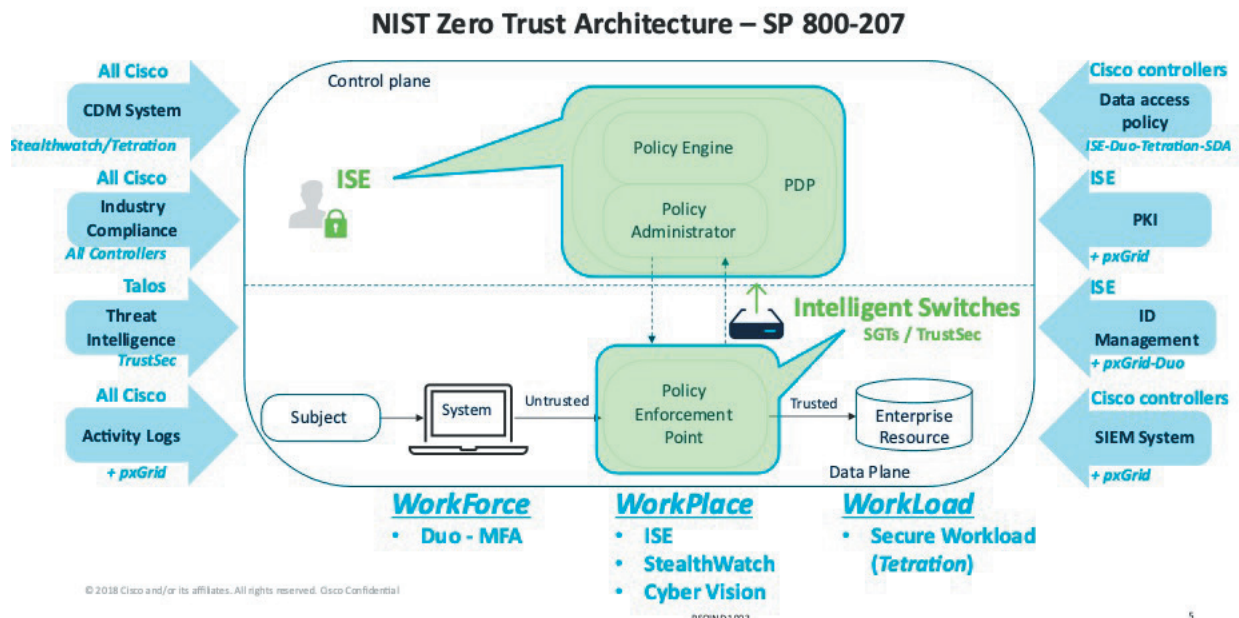 NIST Zero Trust Architecture – SP 800-207
All Cisco
CDM System
Stealthwatch/Tetration
All Cisco
Industry
Compliance
All Controllers
Talos
Threat
Intelligence
TrustSec
All Cisco
Activity Logs
+ pxGrid
Control plane
ISE
Policy Engine
PDP
Policy
Administrator
Intelligent Switches
SGTs / TrustSec
Subject
System
Untrusted
Policy
Enforcement
Point
Trusted
Enterprise
Resource
Data Plane
Cisco controllers
Data access
policy
ISE-Duo-Tetration-SDA
ISE
PKI
+ pxGrid
ISE
ID
Management
+ pxGrid-Duo
Cisco controllers
SIEM System
+ pxGrid
WorkForce
• Duo - MFA
WorkPlace
• ISE
• StealthWatch
• Cyber Vision
WorkLoad
• Secure Workload
(Tetration)
© 2018 Cisco and/or its affiliates. All rights reserved. Cisco Confidential
5